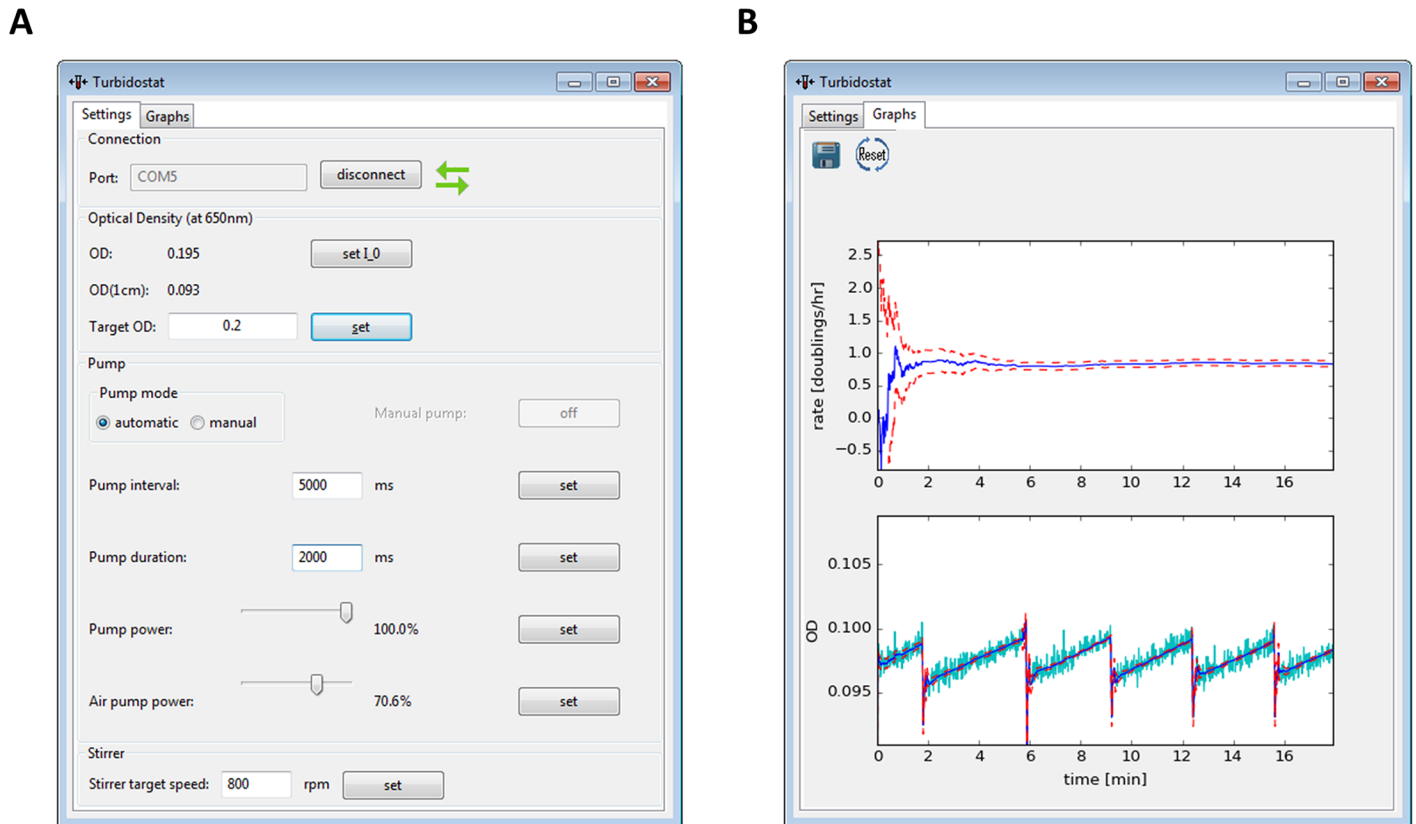 A
B
Turbidostat
Settings Graphs
Connection
Port: COM5 disconnect
Optical Density (at 650nm)
OD: 0.195 set I_0
OD(1cm): 0.093
Target OD: 0.2 set
Pump
Pump mode
automatic manual
Manual pump: off
Pump interval: 5000 ms set
Pump duration: 2000 ms set
Pump power: 100.0% set
Air pump power: 70.6% set
Stirrer
Stirrer target speed: 800 rpm set
Turbidostat
Settings Graphs
Reset
rate [doublings/hr]
2.5
2.0
1.5
1.0
0.5
0.0
−0.5
0 2 4 6 8 10 12 14 16
OD
0.105
0.100
0.095
0 2 4 6 8 10 12 14 16
time [min]